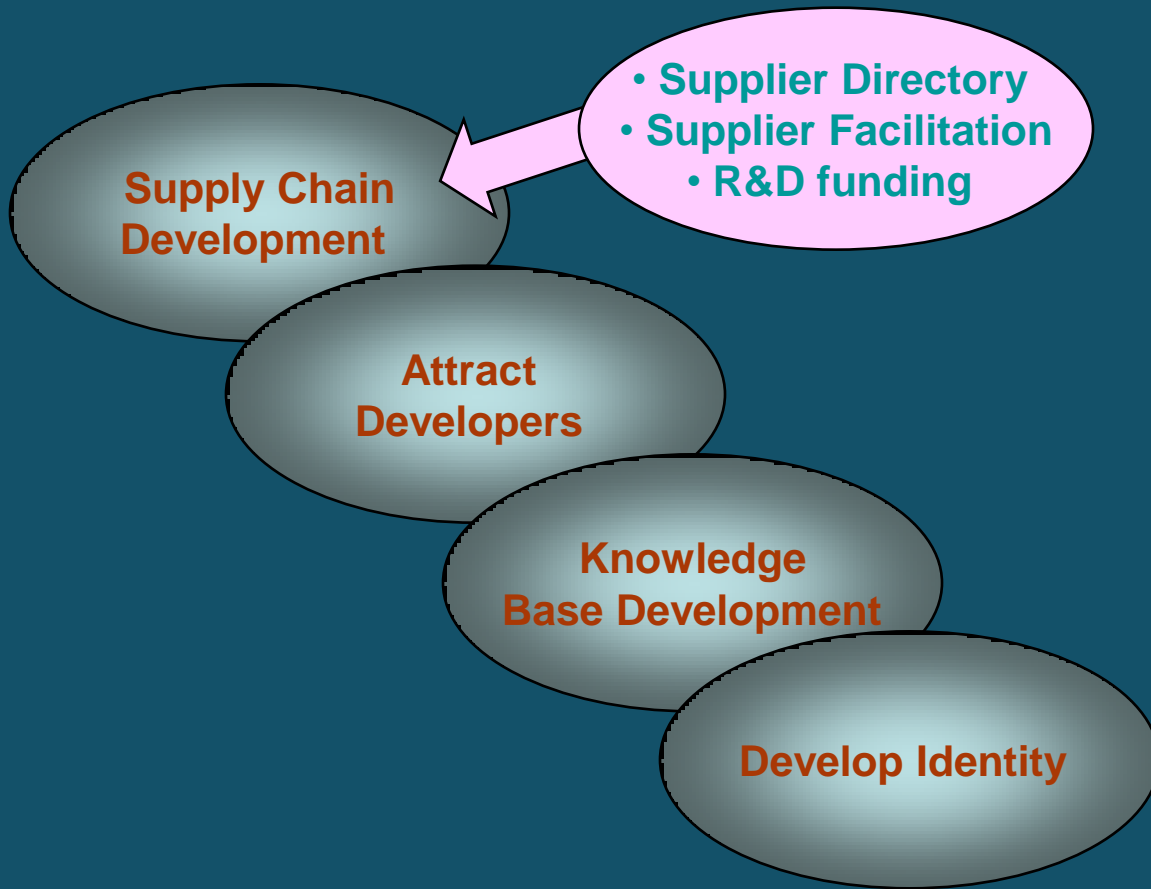 • Supplier Directory
• Supplier Facilitation
• R&D funding
Supply Chain
Development
Attract
Developers
Knowledge
Base Development
Develop Identity